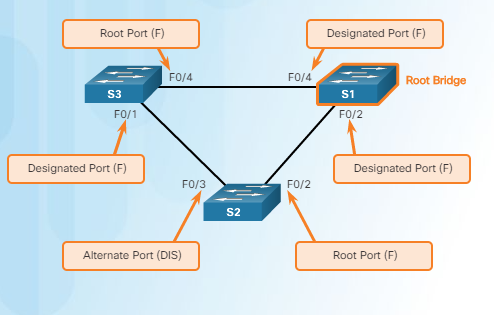 Root Port (F)
Designated Port (F)
F0/4
F0/4
S3
S1
Root Bridge
F0/1
F0/2
Designated Port (F)
Designated Port (F)
F0/3
F0/2
S2
Alternate Port (DIS)
Root Port (F)